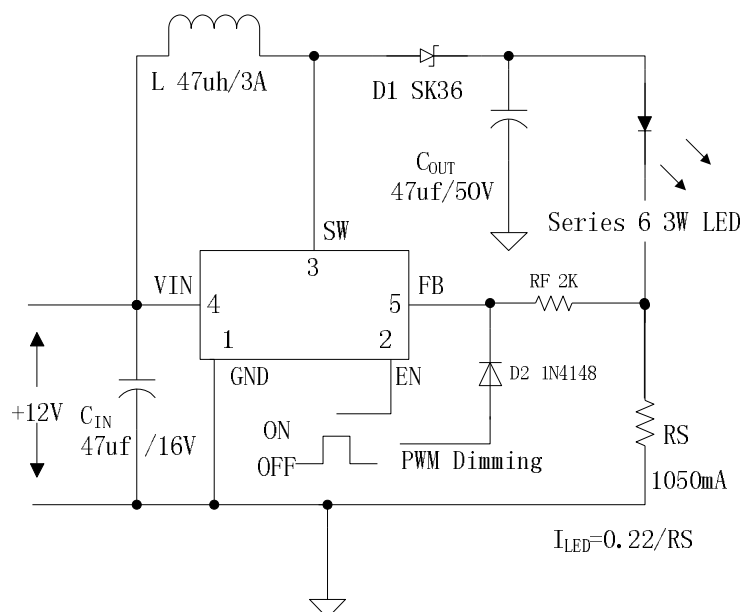 L 47uh/3A
D1 SK36
COUT
47uf/50V
Series 6 3W LED
SW
3
VIN
4
5
FB
RF 2K
1
2
GND
EN
D2 1N4148
+12V
CIN
47uf /16V
ON
OFF
PWM Dimming
RS
1050mA
ILED=0.22/RS